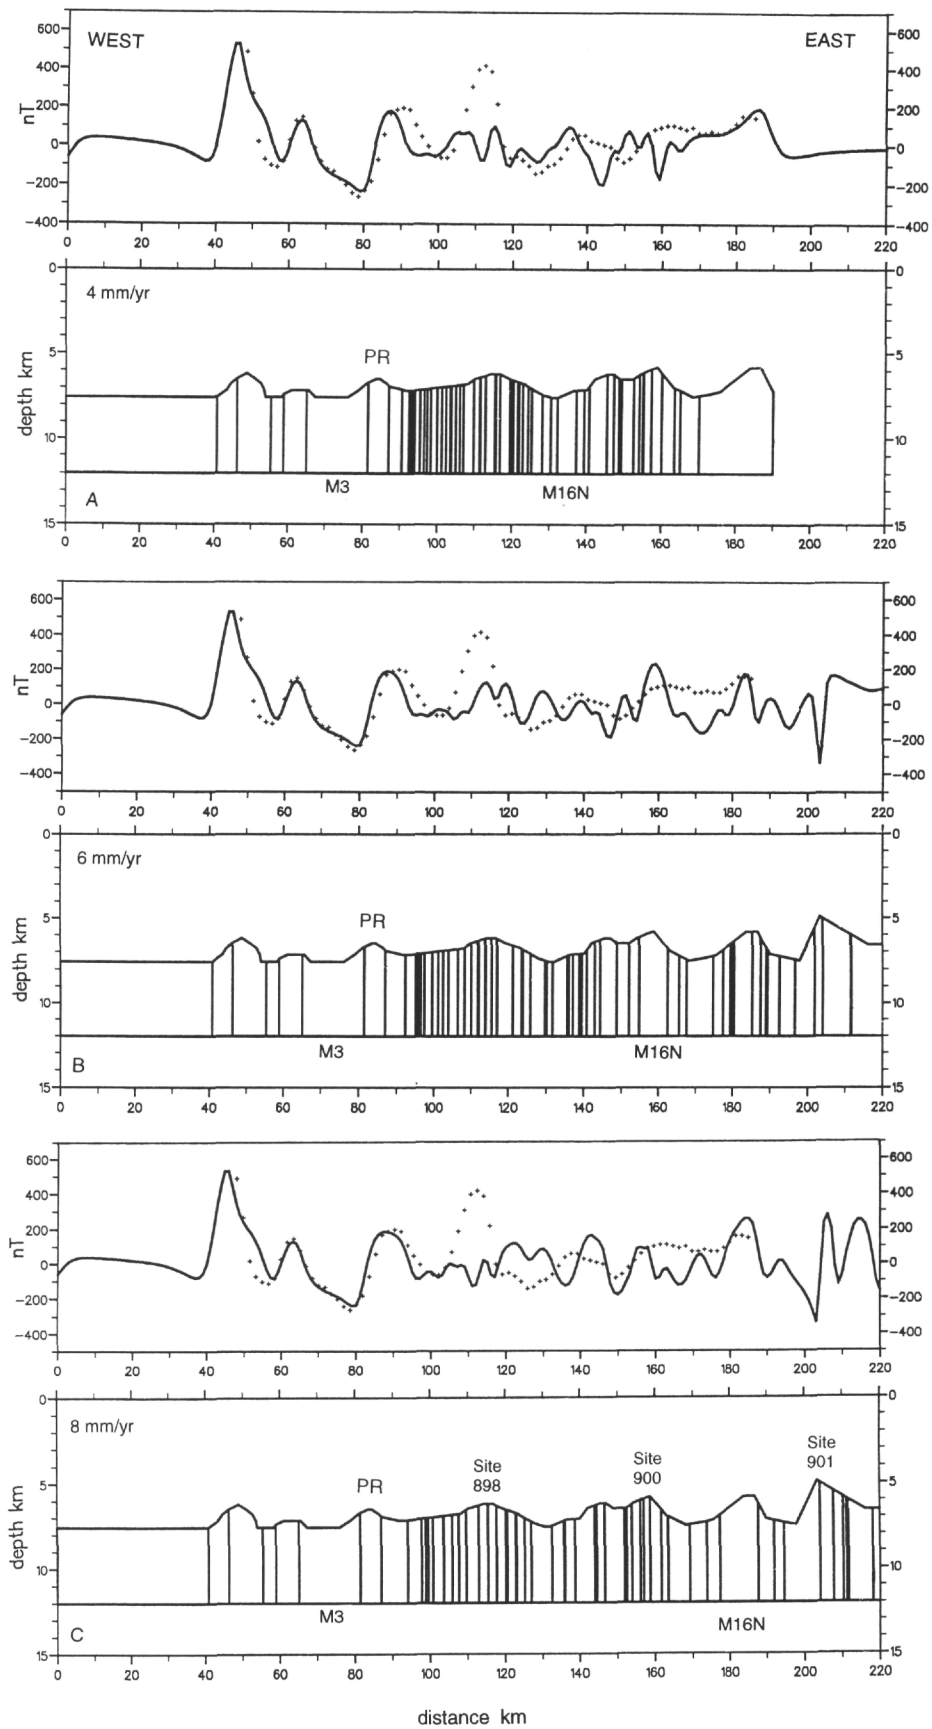 WEST EAST
600 600
400 400
200 200
0 0
−200 −200
−400 −400
nT
0 20 40 60 80 100 120 140 160 180 200 220
0 0
4 mm/yr
PR
5 5
depth km
10 10
M3 M16N
A
15 15
0 20 40 60 80 100 120 140 160 180 200 220
600 600
400 400
200 200
0 0
−200 −200
−400 −400
nT
0 20 40 60 80 100 120 140 160 180 200 220
0 0
6 mm/yr
PR
5 5
depth km
10 10
M3 M16N
B
15 15
0 20 40 60 80 100 120 140 160 180 200 220
600 600
400 400
200 200
0 0
−200 −200
−400 −400
nT
0 20 40 60 80 100 120 140 160 180 200 220
0 0
8 mm/yr
Site 898
Site 900
Site 901
PR
5 5
depth km
10 10
M3 M16N
C
15 15
0 20 40 60 80 100 120 140 160 180 200 220
distance km